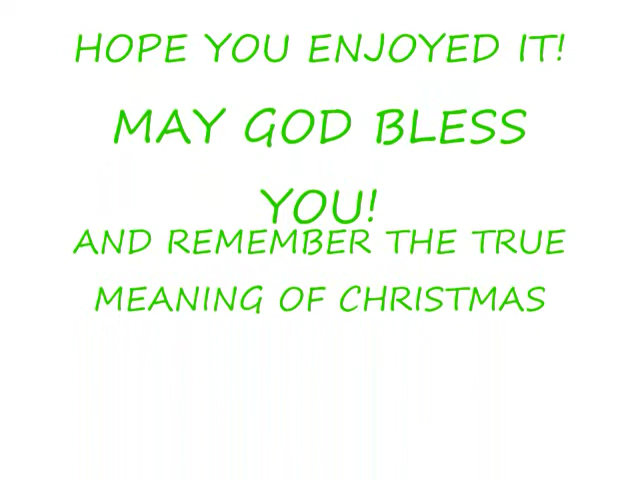 HOPE YOU ENJOYED IT!
MAY GOD BLESS
YOU!
AND REMEMBER THE TRUE
MEANING OF CHRISTMAS